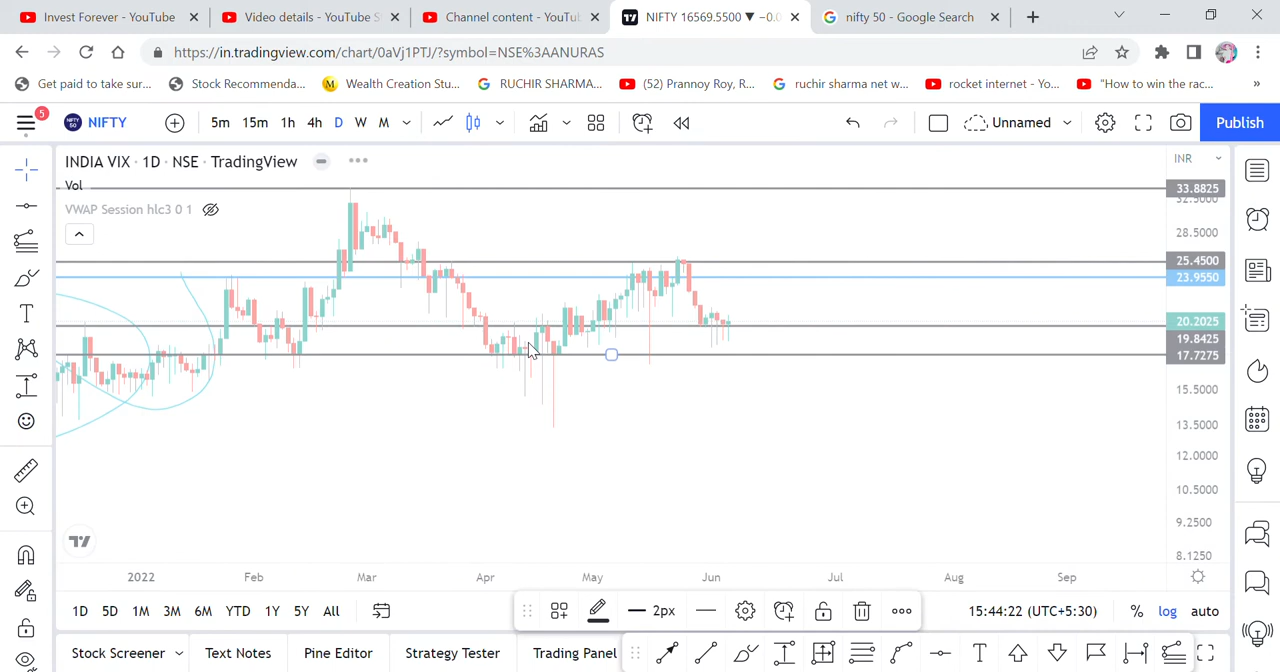 Invest Forever - YouTube
Video details - YouTube S
Channel content - YouTu
NIFTY 16569.5500 ▼ −0.0
nifty 50 - Google Search
https://in.tradingview.com/chart/0aVj1PTJ/?symbol=NSE%3AANURAS
Get paid to take sur...
Stock Recommenda...
Wealth Creation Stu...
RUCHIR SHARMA...
(52) Prannoy Roy, R...
ruchir sharma net w...
rocket internet - Yo...
"How to win the rac...
»
5
NIFTY 50
NIFTY
5m 15m 1h 4h D W M
Unnamed
Publish
INDIA VIX · 1D · NSE · TradingView
INR
Vol
VWAP Session hlc3 0 1
33.8825
32.5000
28.5000
25.4500
23.9550
20.2025
19.8425
17.7275
15.5000
13.5000
12.0000
10.5000
9.2500
8.1250
2022 Feb Mar Apr May Jun Jul Aug Sep
1D 5D 1M 3M 6M YTD 1Y 5Y All
2px
15:44:22 (UTC+5:30)
% log auto
Stock Screener
Text Notes
Pine Editor
Strategy Tester
Trading Panel